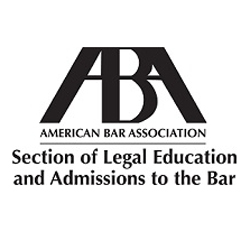 ABA
AMERICAN BAR ASSOCIATION
Section of Legal Education
and Admissions to the Bar